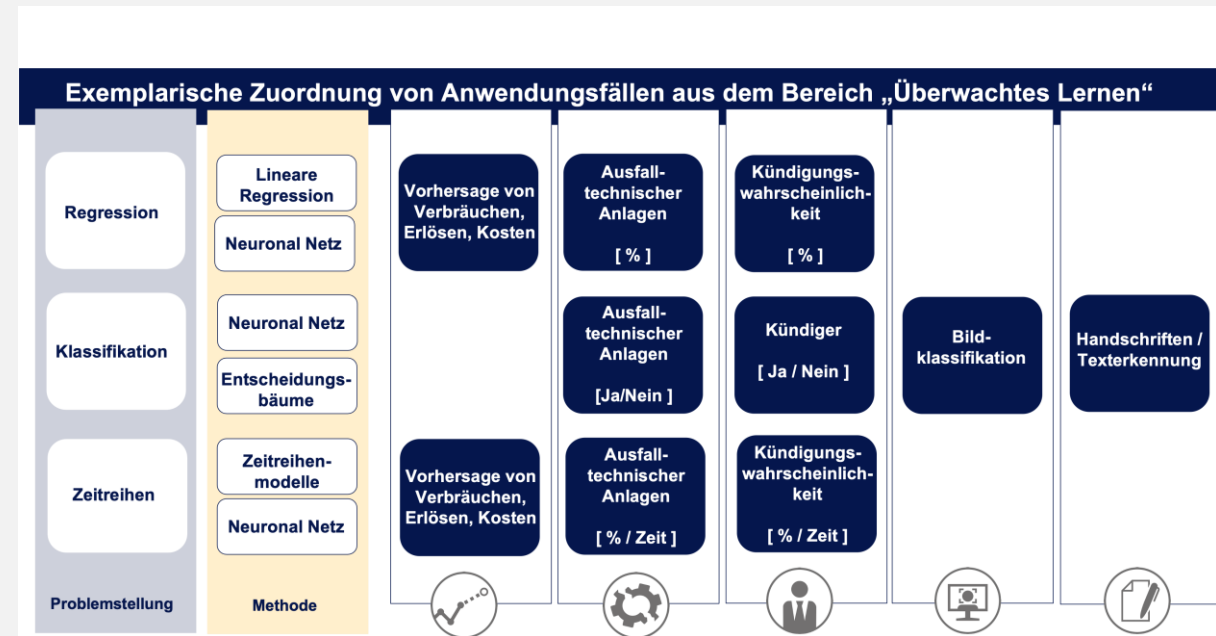 Exemplarische Zuordnung von Anwendungsfällen aus dem Bereich „Überwachtes Lernen“
Regression
Lineare
Regression
Neuronal Netz
Vorhersage von
Verbräuchen,
Erlösen, Kosten
Ausfall-
technischer
Anlagen
[ % ]
Kündigungs-
wahrscheinlich-
keit
[ % ]
Klassifikation
Neuronal Netz
Entscheidungs-
bäume
Ausfall-
technischer
Anlagen
[Ja/Nein ]
Kündiger
[ Ja / Nein ]
Bild-
klassifikation
Handschriften /
Texterkennung
Zeitreihen
Zeitreihen-
modelle
Neuronal Netz
Vorhersage von
Verbräuchen,
Erlösen, Kosten
Ausfall-
technischer
Anlagen
[ % / Zeit ]
Kündigungs-
wahrscheinlich-
keit
[ % / Zeit ]
Problemstellung
Methode